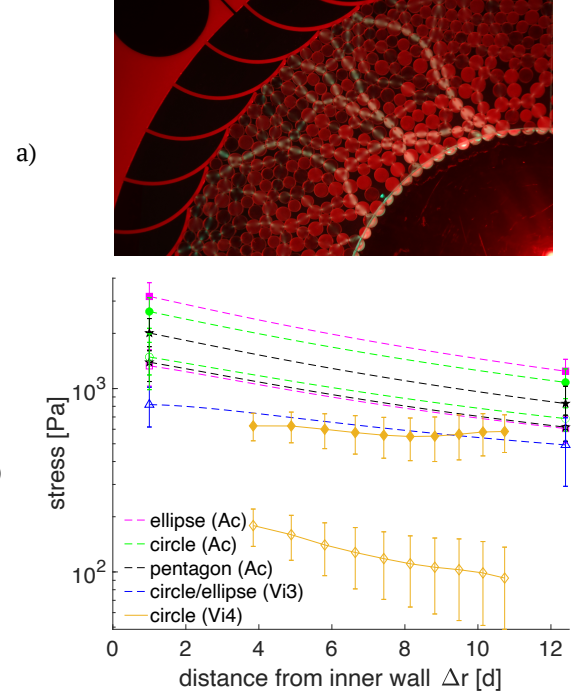 a)
10^3
10^2
stress [Pa]
ellipse (Ac)
circle (Ac)
pentagon (Ac)
circle/ellipse (Vi3)
circle (Vi4)
0 2 4 6 8 10 12
distance from inner wall Δr [d]